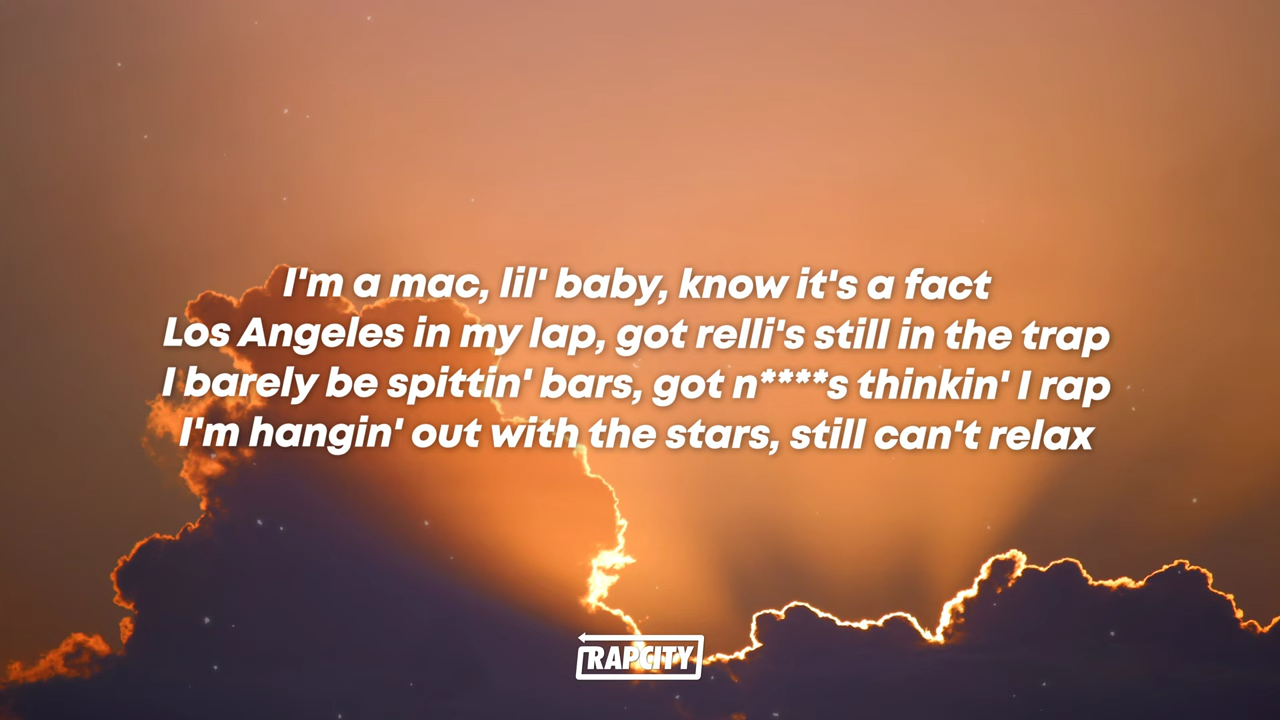 I'm a mac, lil' baby, know it's a fact
Los Angeles in my lap, got relli's still in the trap
I barely be spittin' bars, got n****s thinkin' I rap
I'm hangin' out with the stars, still can't relax
RAPCITY